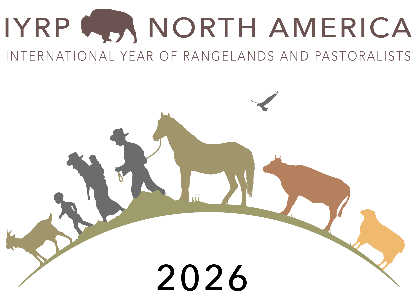 IYRP NORTH AMERICA
INTERNATIONAL YEAR OF RANGELANDS AND PASTORALISTS
2026